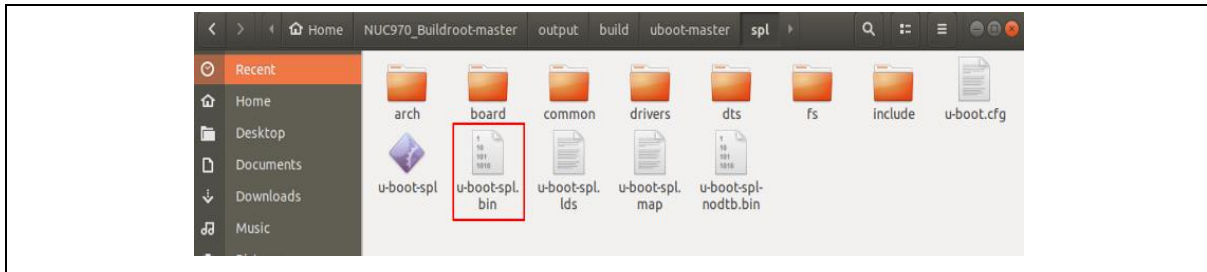 Home NUC970_Buildroot-master output build uboot-master spl
Recent
Home
Desktop
Documents
Downloads
Music
arch board common drivers dts fs include u-boot.cfg
u-boot-spl u-boot-spl. u-boot-spl. u-boot-spl. u-boot-spl-
bin lds map nodtb.bin